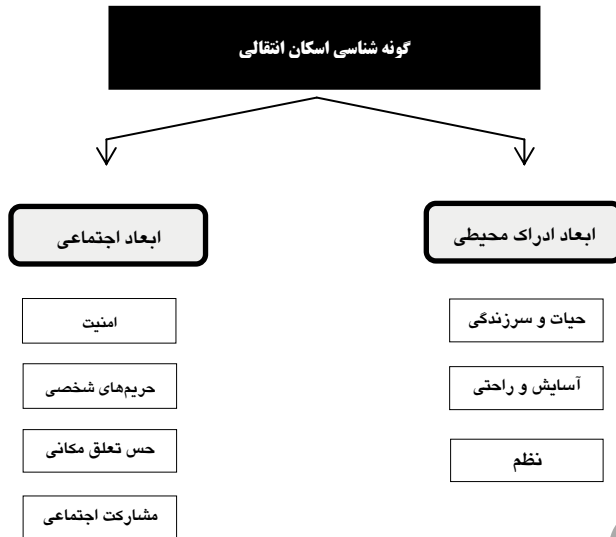 گونه شناسی اسکان انتقالی
ابعاد ادراک محیطی
حیات و سرزندگی
آسایش و راحتی
نظم
ابعاد اجتماعی
امنیت
حریم‌های شخصی
حس تعلق مکانی
مشارکت اجتماعی